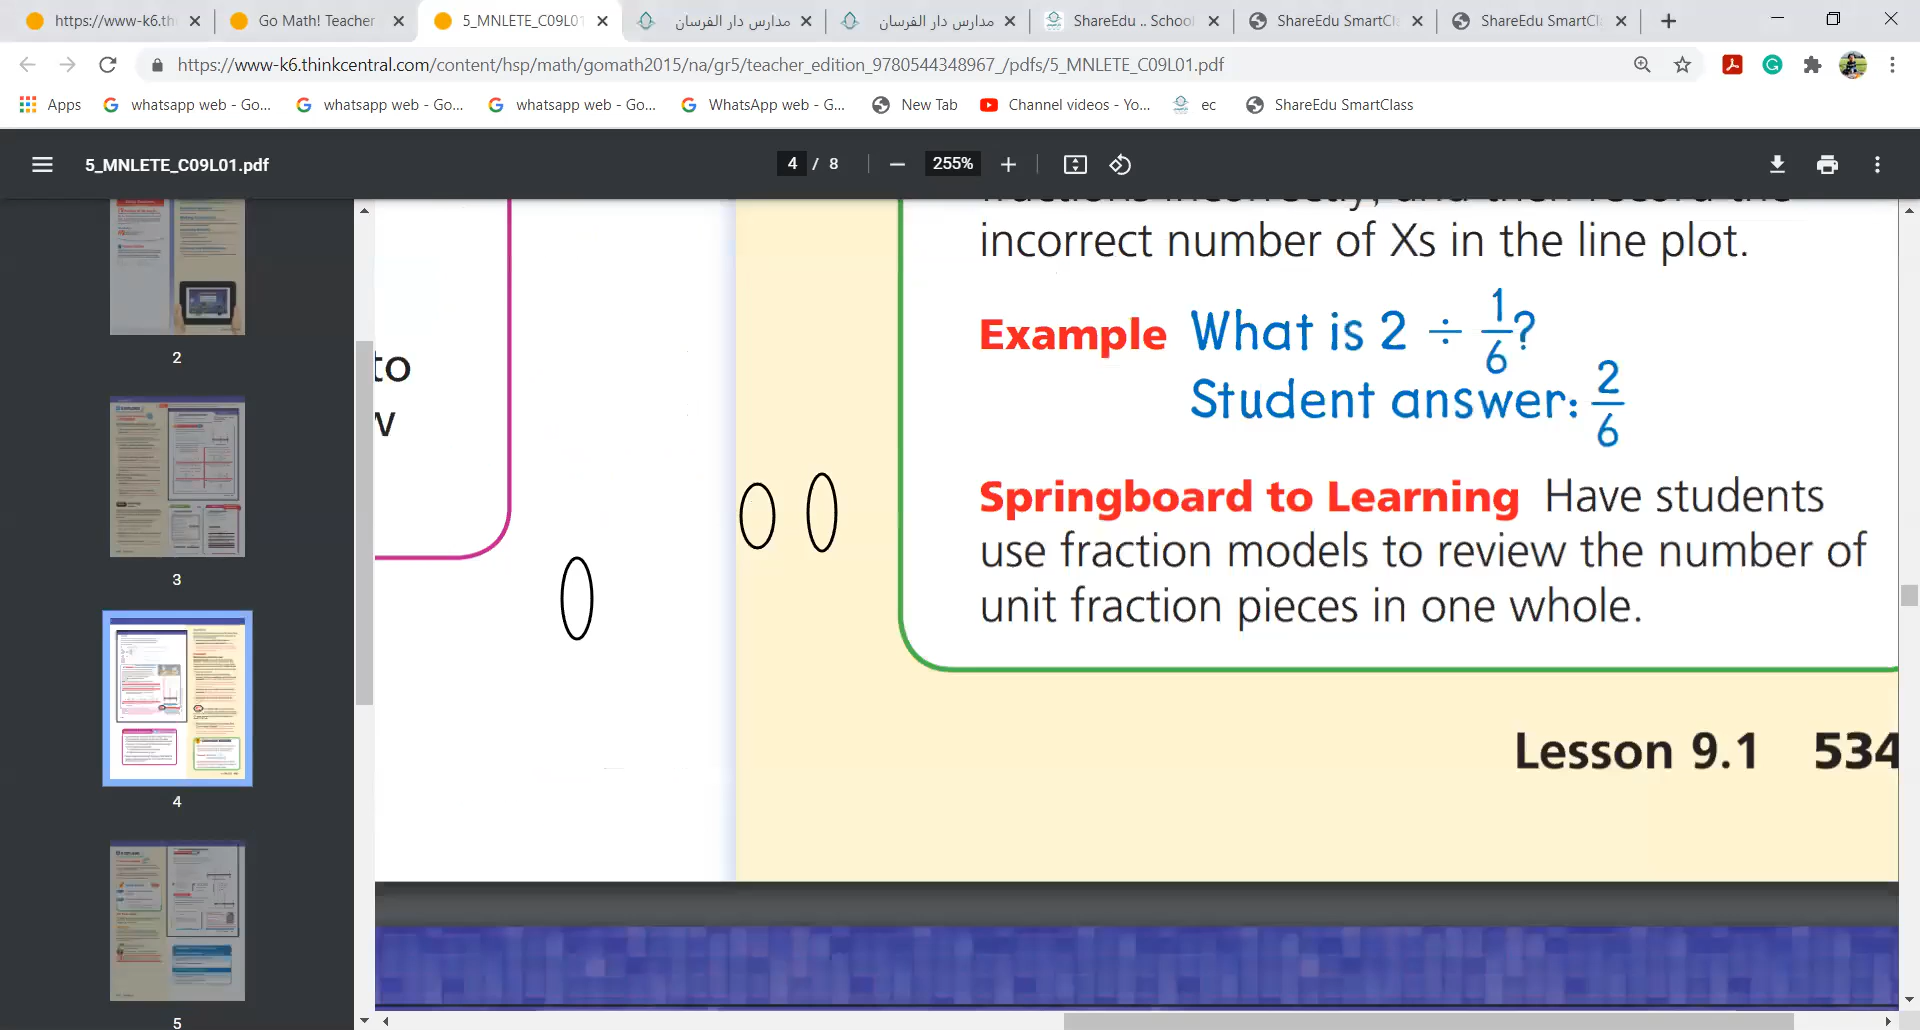 https://www-k6.th
Go Math! Teacher
5_MNLETE_C09L01
مدارس دار الفرسان
مدارس دار الفرسان
ShareEdu .. School
ShareEdu SmartCl
ShareEdu SmartCl
https://www-k6.thinkcentral.com/content/hsp/math/gomath2015/na/gr5/teacher_edition_9780544348967_/pdfs/5_MNLETE_C09L01.pdf
Apps
whatsapp web - Go...
whatsapp web - Go...
whatsapp web - Go...
WhatsApp web - G...
New Tab
Channel videos - Yo...
ec
ShareEdu SmartClass
5_MNLETE_C09L01.pdf
4 / 8
255%
2
3
4
5
to
w
incorrect number of Xs in the line plot.
Example What is 2 ÷ 1/6?
Student answer: 2/6
Springboard to Learning Have students
use fraction models to review the number of
unit fraction pieces in one whole.
Lesson 9.1 534